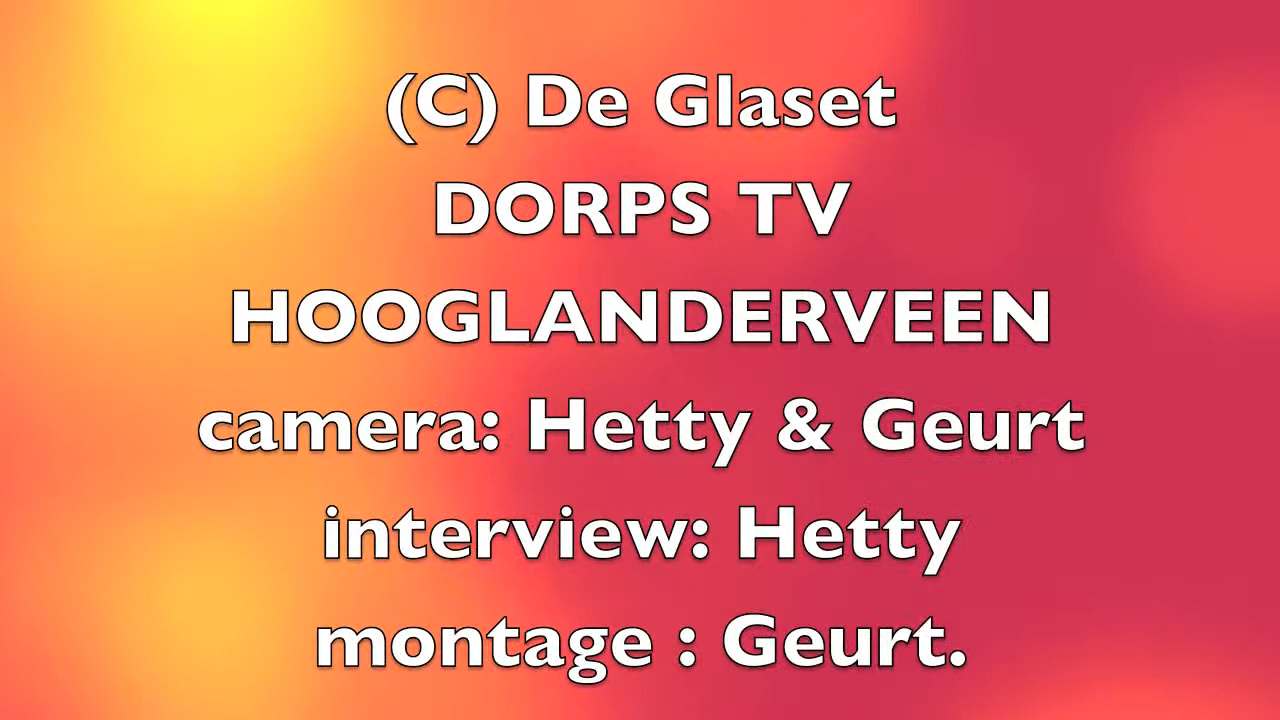 (C) De Glaset
DORPS TV
HOOGLANDERVEEN
camera: Hetty & Geurt
interview: Hetty
montage : Geurt.